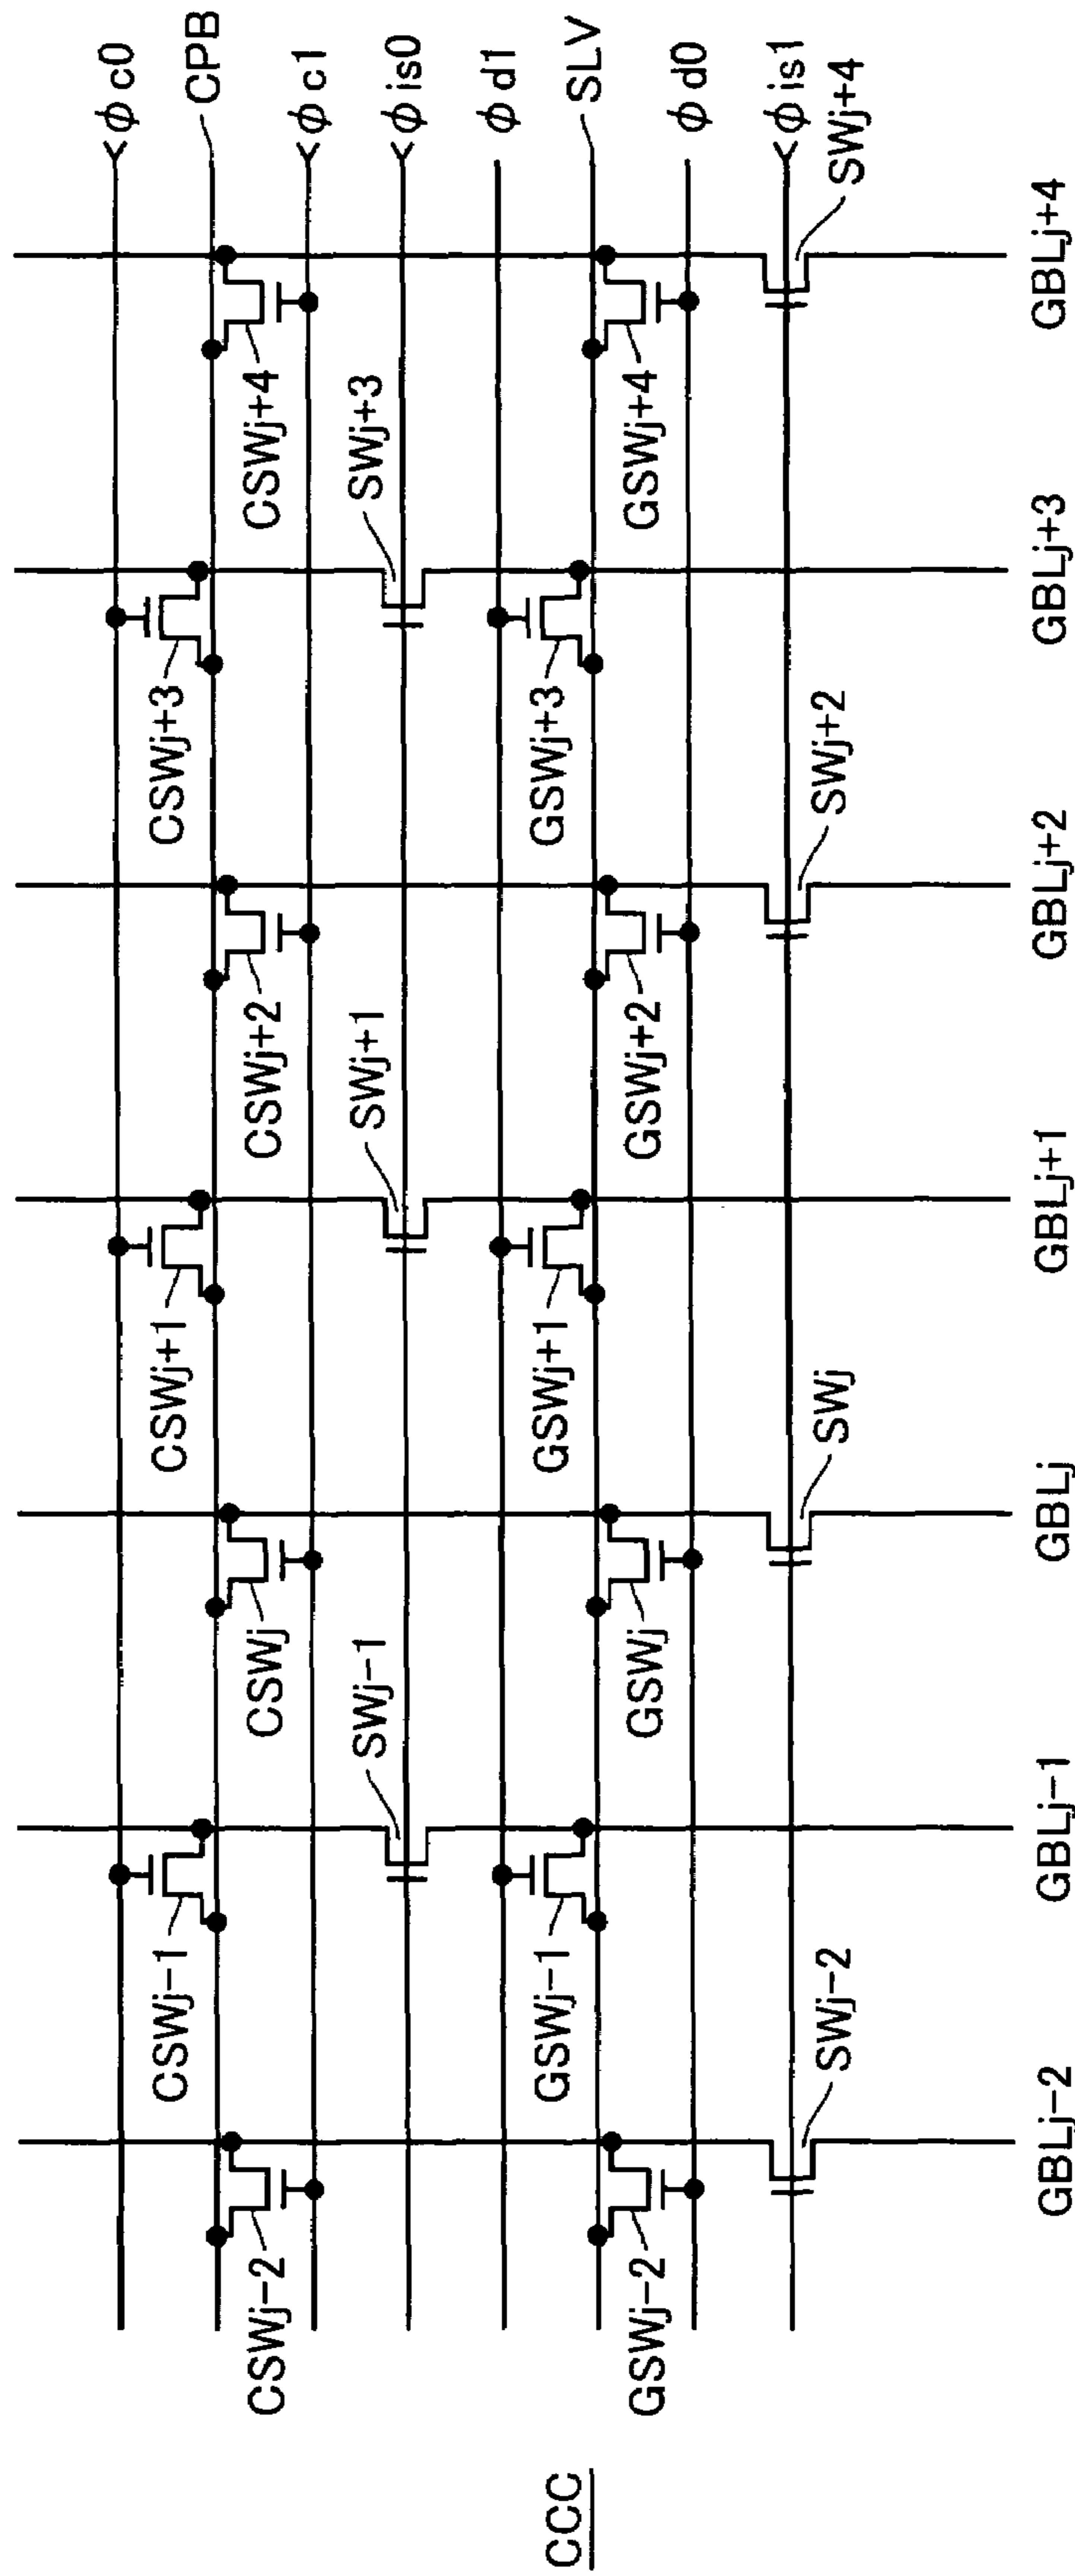 φc0
CPB
φc1
φis0
φd1
SLV
φd0
φis1
CSWj-2
CSWj-1
CSWj
CSWj+1
CSWj+2
CSWj+3
CSWj+4
SWj-1
SWj+1
SWj+3
GSWj-2
GSWj-1
GSWj
GSWj+1
GSWj+2
GSWj+3
GSWj+4
SWj-2
SWj
SWj+2
SWj+4
GBLj-2
GBLj-1
GBLj
GBLj+1
GBLj+2
GBLj+3
GBLj+4
CCC